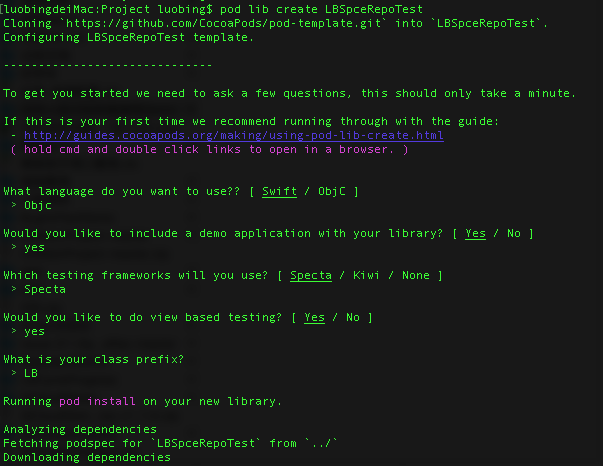 [luobingdeiMac:Project luobing$ pod lib create LBSpceRepoTest
Cloning `https://github.com/CocoaPods/pod-template.git` into `LBSpceRepoTest`.
Configuring LBSpceRepoTest template.
------------------------------
To get you started we need to ask a few questions, this should only take a minute.
If this is your first time we recommend running through with the guide:
- http://guides.cocoapods.org/making/using-pod-lib-create.html
( hold cmd and double click links to open in a browser. )
What language do you want to use?? [ Swift / ObjC ]
> Objc
Would you like to include a demo application with your library? [ Yes / No ]
> yes
Which testing frameworks will you use? [ Specta / Kiwi / None ]
> Specta
Would you like to do view based testing? [ Yes / No ]
> yes
What is your class prefix?
> LB
Running pod install on your new library.
Analyzing dependencies
Fetching podspec for `LBSpceRepoTest` from `../`
Downloading dependencies